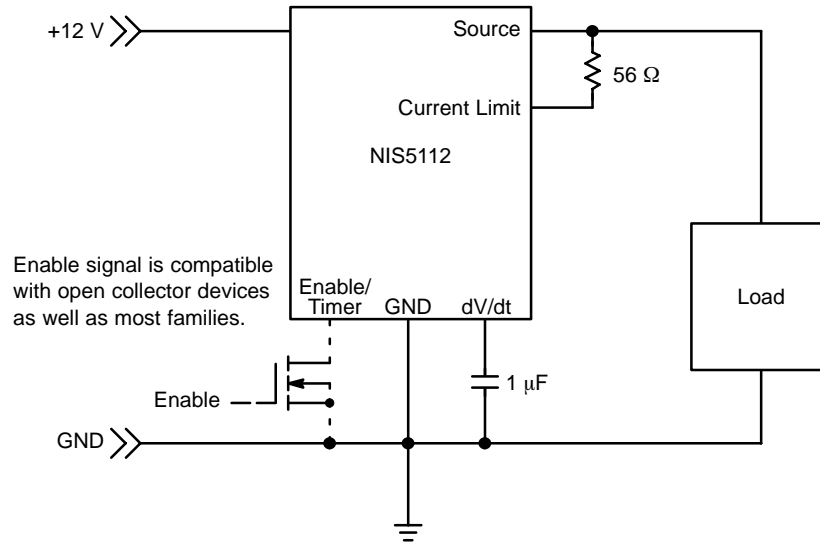 +12 V
Source
56 Ω
Current Limit
NIS5112
Enable signal is compatible
with open collector devices
as well as most families.
Enable/
Timer
GND
dV/dt
Load
1 μF
Enable
GND